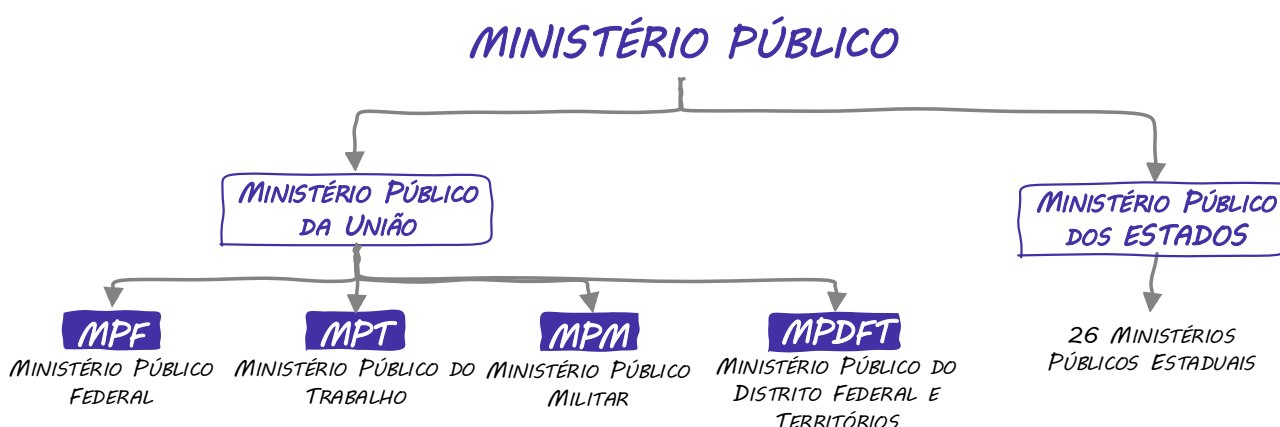 MINISTÉRIO PÚBLICO
MINISTÉRIO PÚBLICO
DA UNIÃO
MINISTÉRIO PÚBLICO
DOS ESTADOS
MPF
MINISTÉRIO PÚBLICO
FEDERAL
MPT
MINISTÉRIO PÚBLICO DO
TRABALHO
MPM
MINISTÉRIO PÚBLICO
MILITAR
MPDFT
MINISTÉRIO PÚBLICO DO
DISTRITO FEDERAL E
TERRITÓRIOS
26 MINISTÉRIOS
PÚBLICOS ESTADUAIS